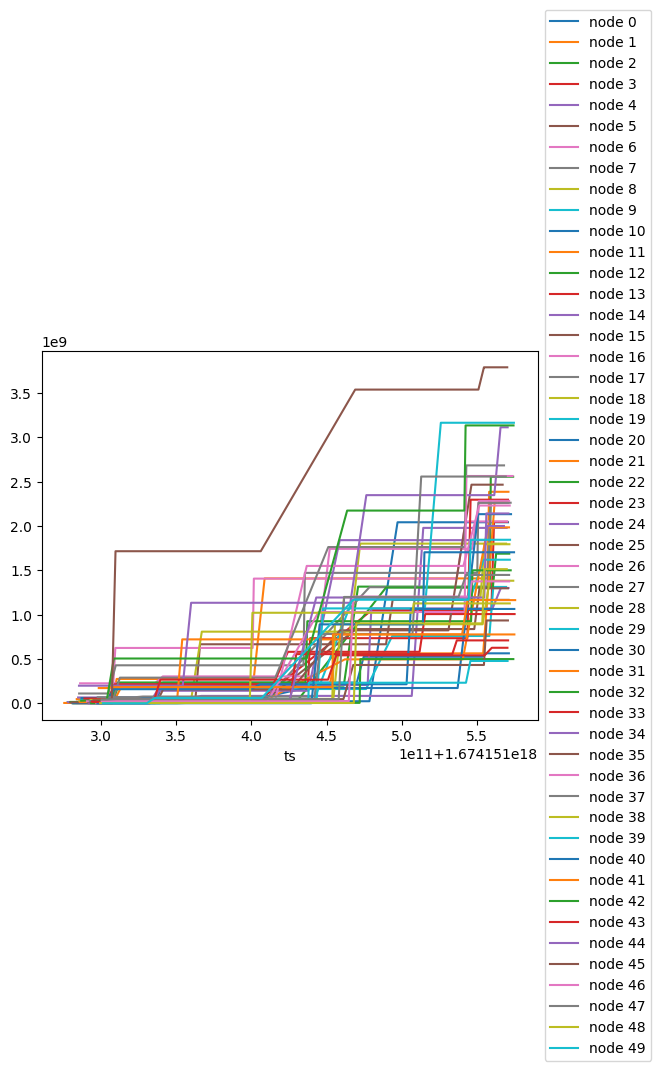 1e9
3.5
3.0
2.5
2.0
1.5
1.0
0.5
0.0
3.0 3.5 4.0 4.5 5.0 5.5
1e11+1.674151e18
ts
node 0
node 1
node 2
node 3
node 4
node 5
node 6
node 7
node 8
node 9
node 10
node 11
node 12
node 13
node 14
node 15
node 16
node 17
node 18
node 19
node 20
node 21
node 22
node 23
node 24
node 25
node 26
node 27
node 28
node 29
node 30
node 31
node 32
node 33
node 34
node 35
node 36
node 37
node 38
node 39
node 40
node 41
node 42
node 43
node 44
node 45
node 46
node 47
node 48
node 49